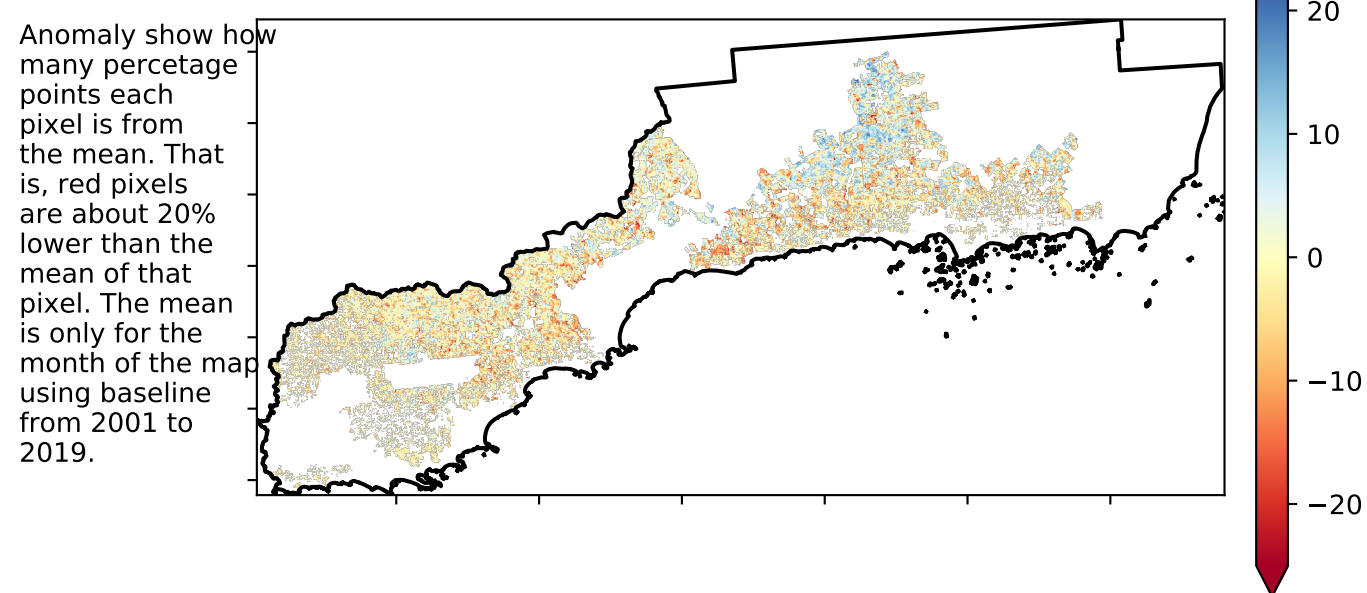 Anomaly show how
many percetage
points each
pixel is from
the mean. That
is, red pixels
are about 20%
lower than the
mean of that
pixel. The mean
is only for the
month of the map
using baseline
from 2001 to
2019.
20
10
0
−10
−20